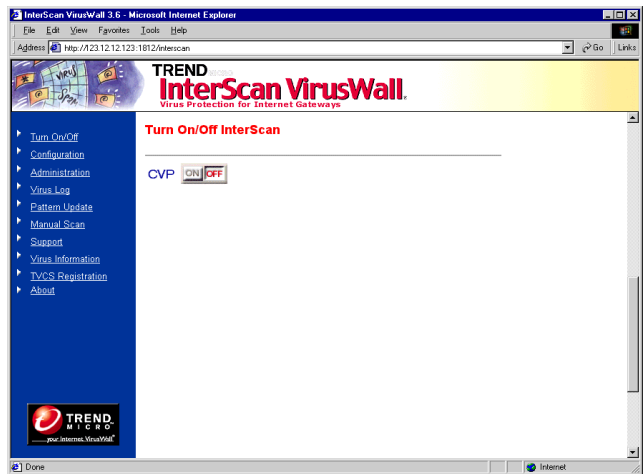 InterScan VirusWall 3.6 - Microsoft Internet Explorer
File Edit View Favorites Tools Help
Address http://123.12.12.123:1812/interscan Go Links
VIRUS
Spam
TREND
MICRO
InterScan VirusWall.
Virus Protection for Internet Gateways
Turn On/Off
Configuration
Administration
Virus Log
Pattern Update
Manual Scan
Support
Virus Information
TVCS Registration
About
TREND
MICRO
your Internet VirusWall
Turn On/Off InterScan
CVP ON OFF
Done Internet